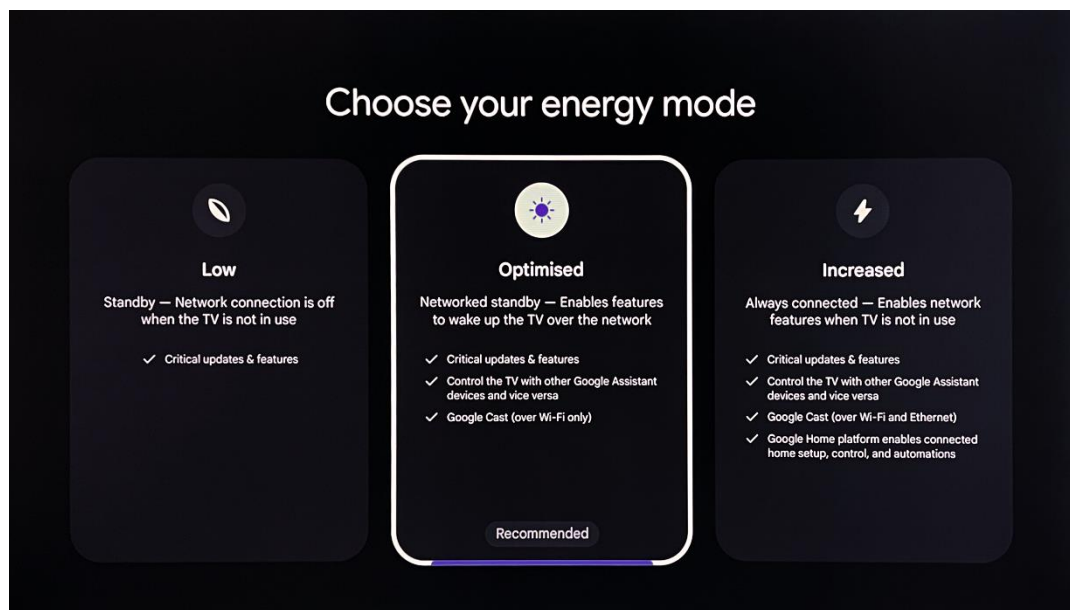 Choose your energy mode
Low
Standby — Network connection is off
when the TV is not in use
Critical updates & features
Optimised
Networked standby — Enables features
to wake up the TV over the network
Critical updates & features
Control the TV with other Google Assistant
devices and vice versa
Google Cast (over Wi-Fi only)
Recommended
Increased
Always connected — Enables network
features when TV is not in use
Critical updates & features
Control the TV with other Google Assistant
devices and vice versa
Google Cast (over Wi-Fi and Ethernet)
Google Home platform enables connected
home setup, control, and automations